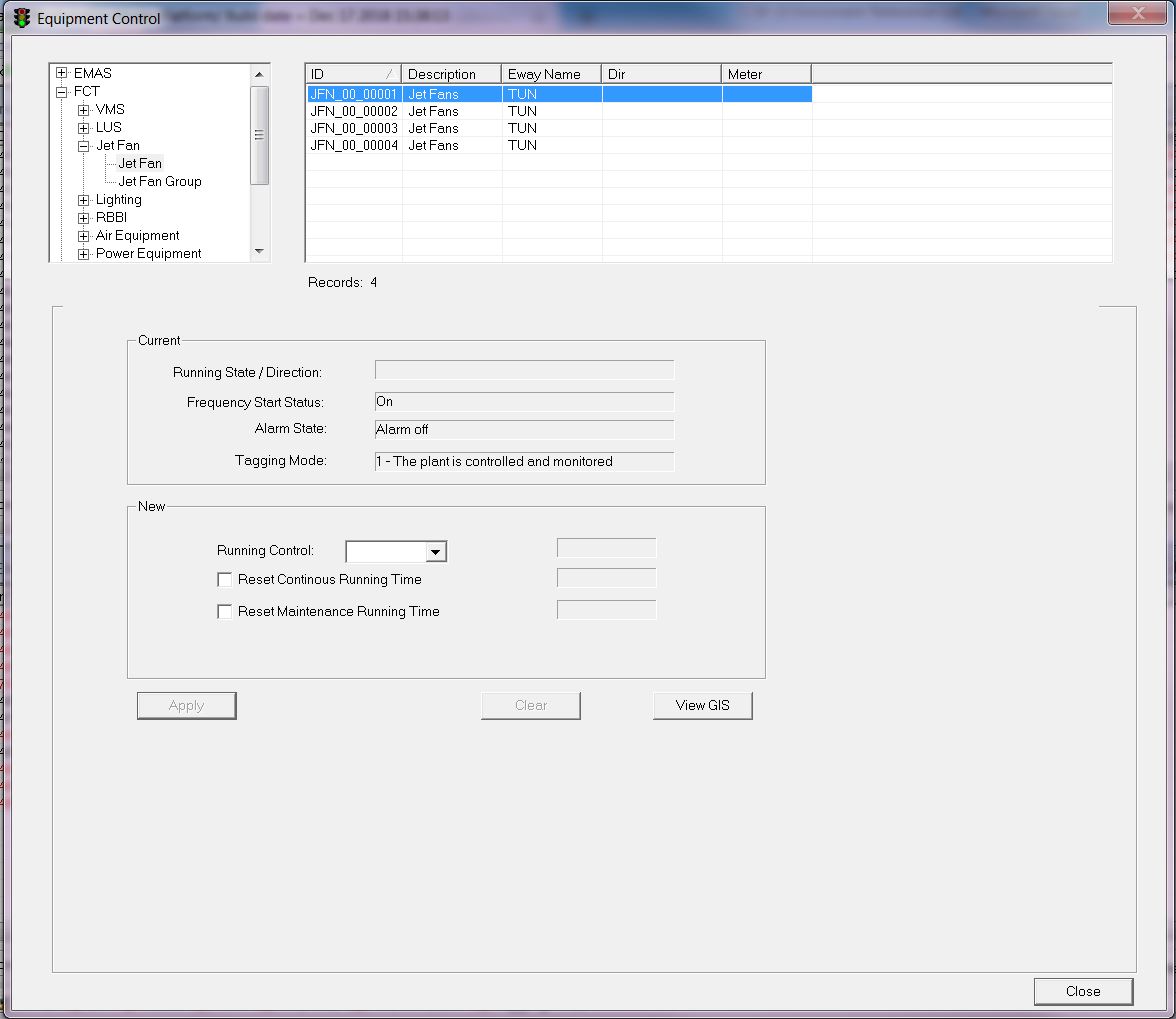 Equipment Control
EMAS
FCT
VMS
LUS
Jet Fan
Jet Fan
Jet Fan Group
Lighting
RBBI
Air Equipment
Power Equipment
ID Description Eway Name Dir Meter
JFN_00_00001 Jet Fans TUN
JFN_00_00002 Jet Fans TUN
JFN_00_00003 Jet Fans TUN
JFN_00_00004 Jet Fans TUN
Records: 4
Current
Running State / Direction:
Frequency Start Status: On
Alarm State: Alarm off
Tagging Mode: 1 - The plant is controlled and monitored
New
Running Control:
Reset Continous Running Time
Reset Maintenance Running Time
Apply Clear View GIS
Close